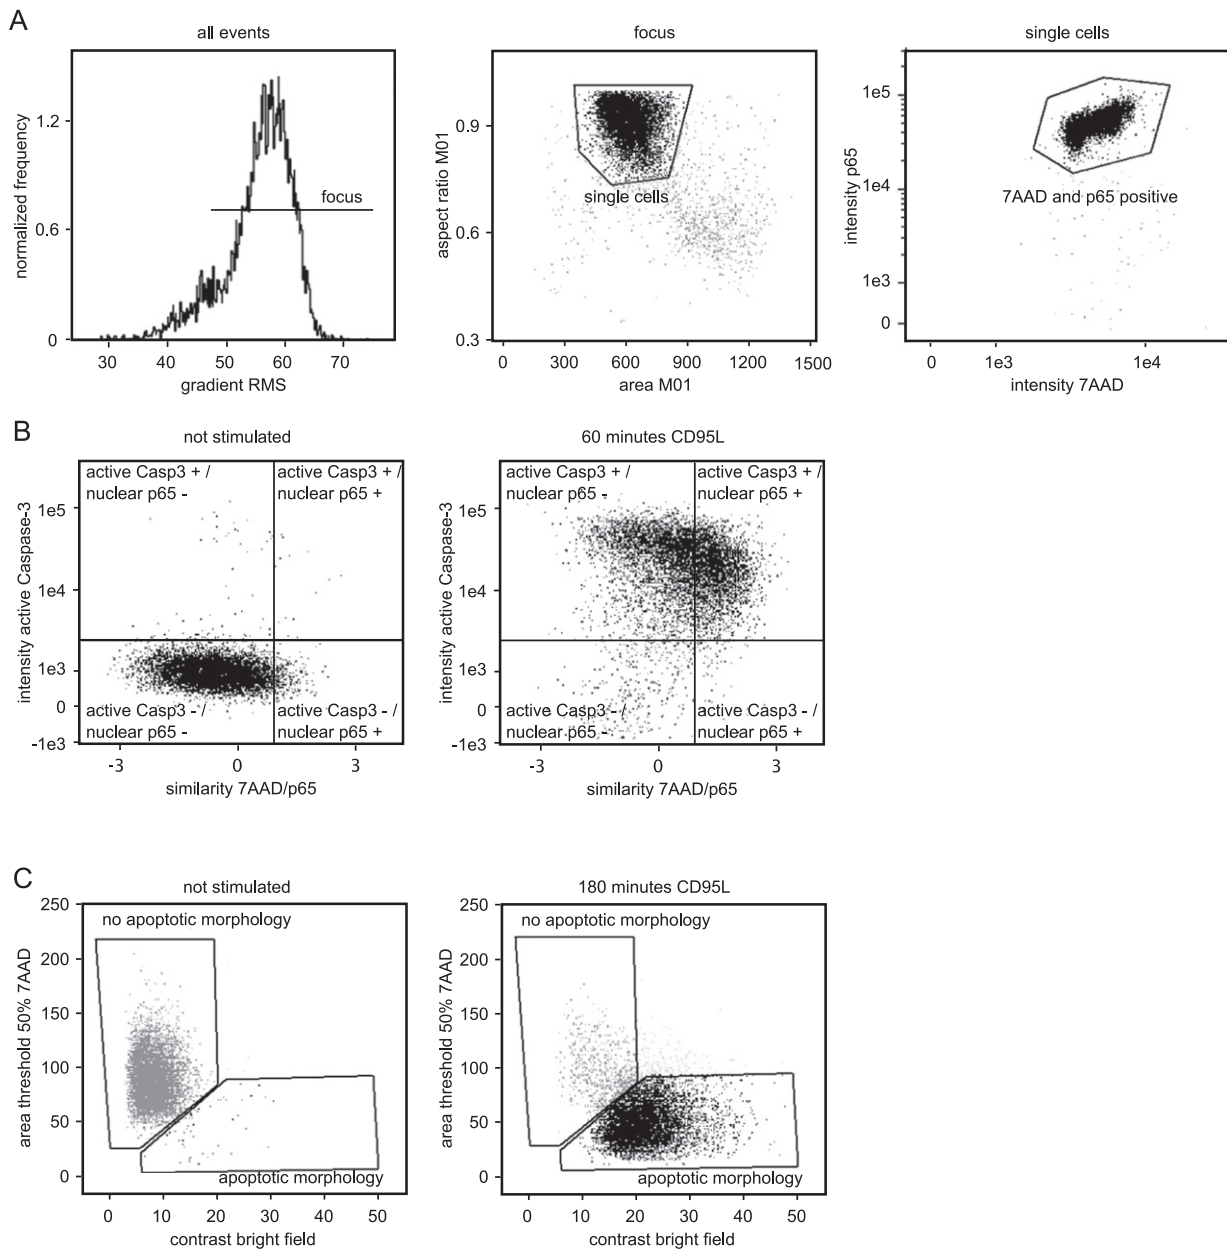 A
all events
focus
single cells
normalized frequency
1.2
0.6
0
focus
30 40 50 60 70
gradient RMS
aspect ratio M01
0.9
0.6
0.3
single cells
0 300 600 900 1200 1500
area M01
intensity p65
1e5
1e4
1e3
0
7AAD and p65 positive
0 1e3 1e4
intensity 7AAD
B
not stimulated
60 minutes CD95L
intensity active Caspase-3
1e5
1e4
1e3
0
-1e3
active Casp3 + /
nuclear p65 -
active Casp3 + /
nuclear p65 +
active Casp3 - /
nuclear p65 -
active Casp3 - /
nuclear p65 +
-3 0 3
similarity 7AAD/p65
intensity active Caspase-3
1e5
1e4
1e3
0
-1e3
active Casp3 + /
nuclear p65 -
active Casp3 + /
nuclear p65 +
active Casp3 - /
nuclear p65 -
active Casp3 - /
nuclear p65 +
-3 0 3
similarity 7AAD/p65
C
not stimulated
180 minutes CD95L
area threshold 50% 7AAD
250
200
150
100
50
0
no apoptotic morphology
apoptotic morphology
0 10 20 30 40 50
contrast bright field
area threshold 50% 7AAD
250
200
150
100
50
0
no apoptotic morphology
apoptotic morphology
0 10 20 30 40 50
contrast bright field